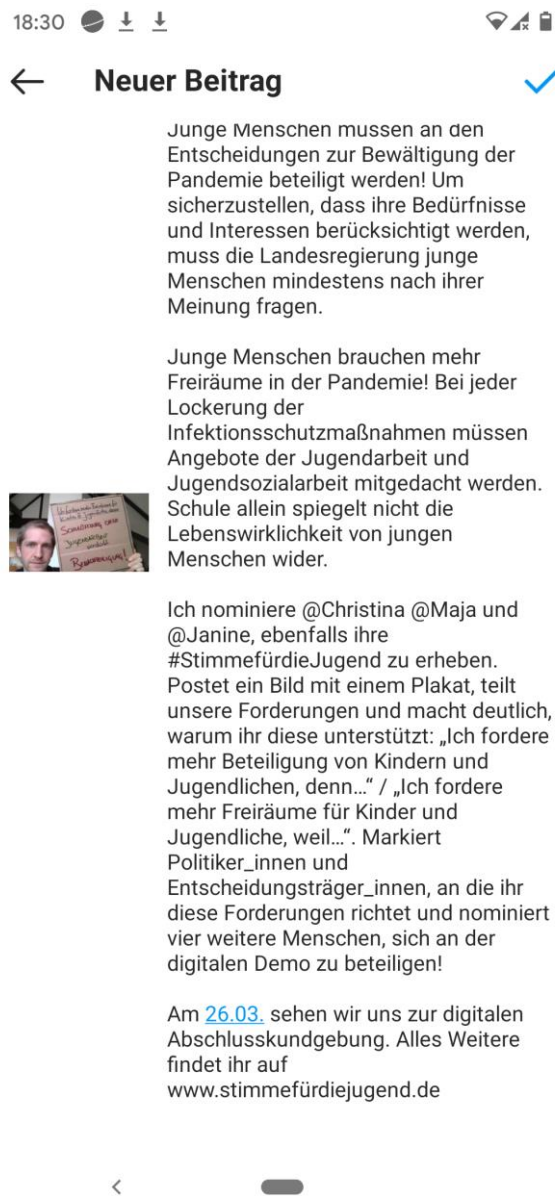 18:30
Neuer Beitrag
Junge Menschen müssen an den
Entscheidungen zur Bewältigung der
Pandemie beteiligt werden! Um
sicherzustellen, dass ihre Bedürfnisse
und Interessen berücksichtigt werden,
muss die Landesregierung junge
Menschen mindestens nach ihrer
Meinung fragen.
Junge Menschen brauchen mehr
Freiräume in der Pandemie! Bei jeder
Lockerung der
Infektionsschutzmaßnahmen müssen
Angebote der Jugendarbeit und
Jugendsozialarbeit mitgedacht werden.
Schule allein spiegelt nicht die
Lebenswirklichkeit von jungen
Menschen wider.
Ich nominiere @Christina @Maja und
@Janine, ebenfalls ihre
#StimmefürdieJugend zu erheben.
Postet ein Bild mit einem Plakat, teilt
unsere Forderungen und macht deutlich,
warum ihr diese unterstützt: „Ich fordere
mehr Beteiligung von Kindern und
Jugendlichen, denn…“ / „Ich fordere
mehr Freiräume für Kinder und
Jugendliche, weil…“. Markiert
Politiker_innen und
Entscheidungsträger_innen, an die ihr
diese Forderungen richtet und nominiert
vier weitere Menschen, sich an der
digitalen Demo zu beteiligen!
Am 26.03. sehen wir uns zur digitalen
Abschlusskundgebung. Alles Weitere
findet ihr auf
www.stimmefürdiejugend.de